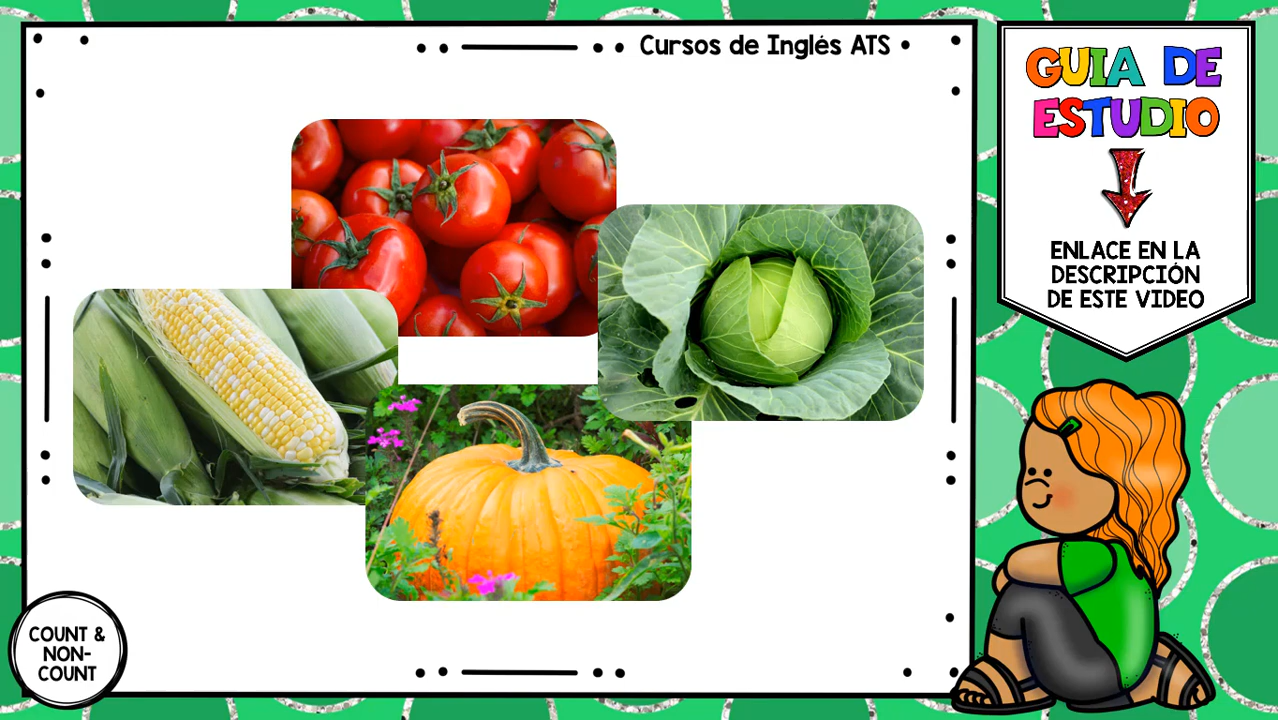 Cursos de Inglés ATS
GUIA DE
ESTUDIO
ENLACE EN LA
DESCRIPCIÓN
DE ESTE VIDEO
COUNT &
NON-
COUNT